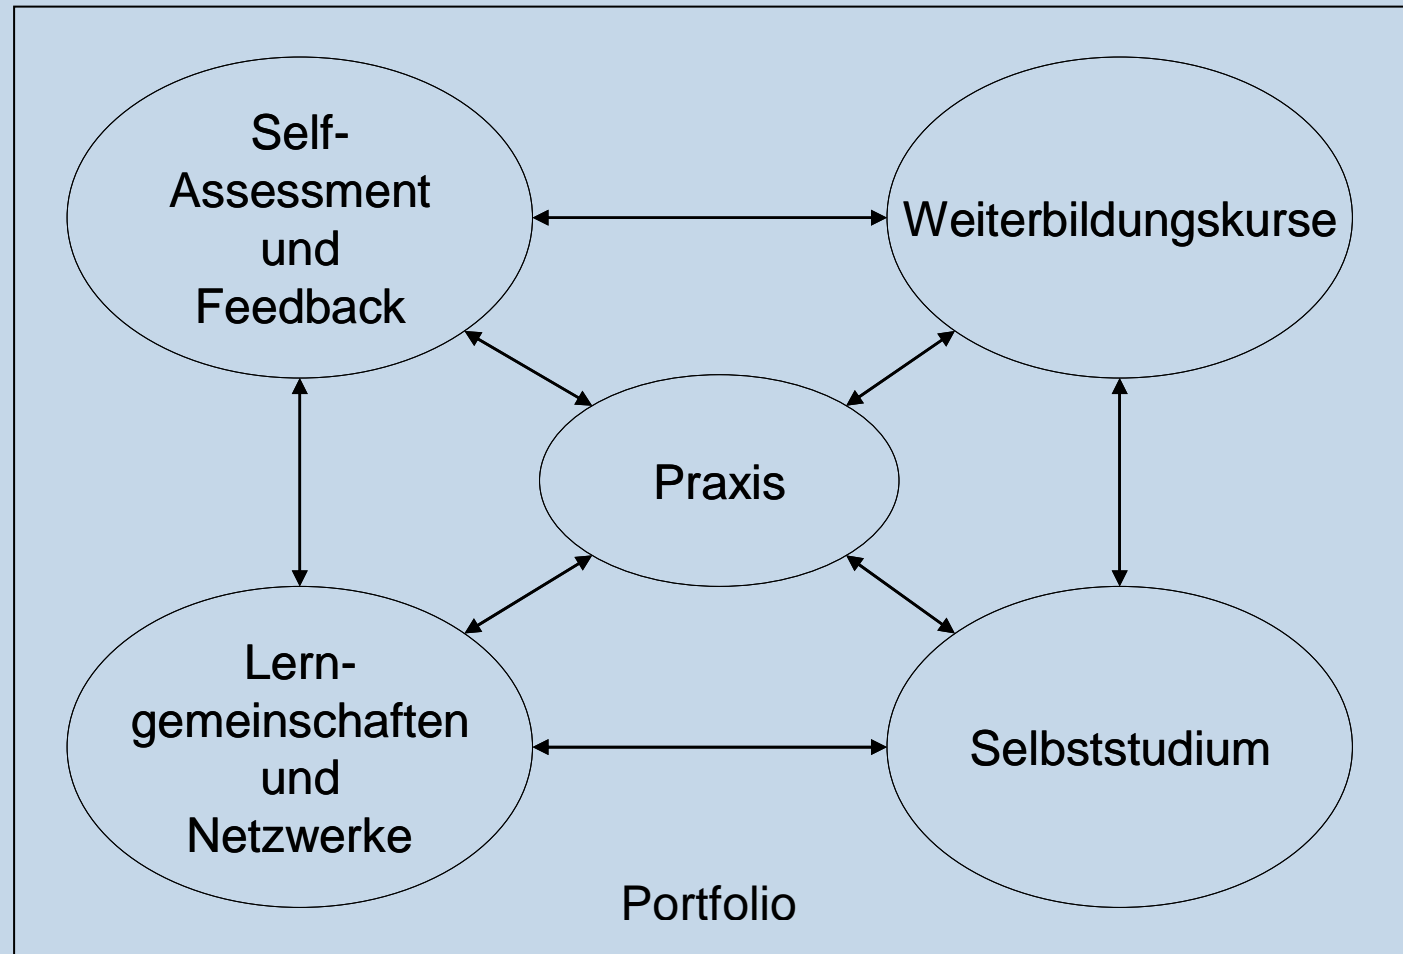 Self-
Assessment
und
Feedback
Weiterbildungskurse
Praxis
Lern-
gemeinschaften
und
Netzwerke
Selbststudium
Portfolio